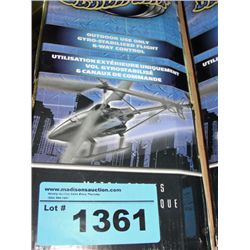 OUTDOOR USE ONLY
GYRO-STABILIZED FLIGHT
6-WAY CONTROL
UTILISATION EXTÉRIEURE UNIQUEMENT
VOL GYROSTABILISÉ
6 CANAUX DE COMMANDE
www.madisonsauction.com
Lot #
1361